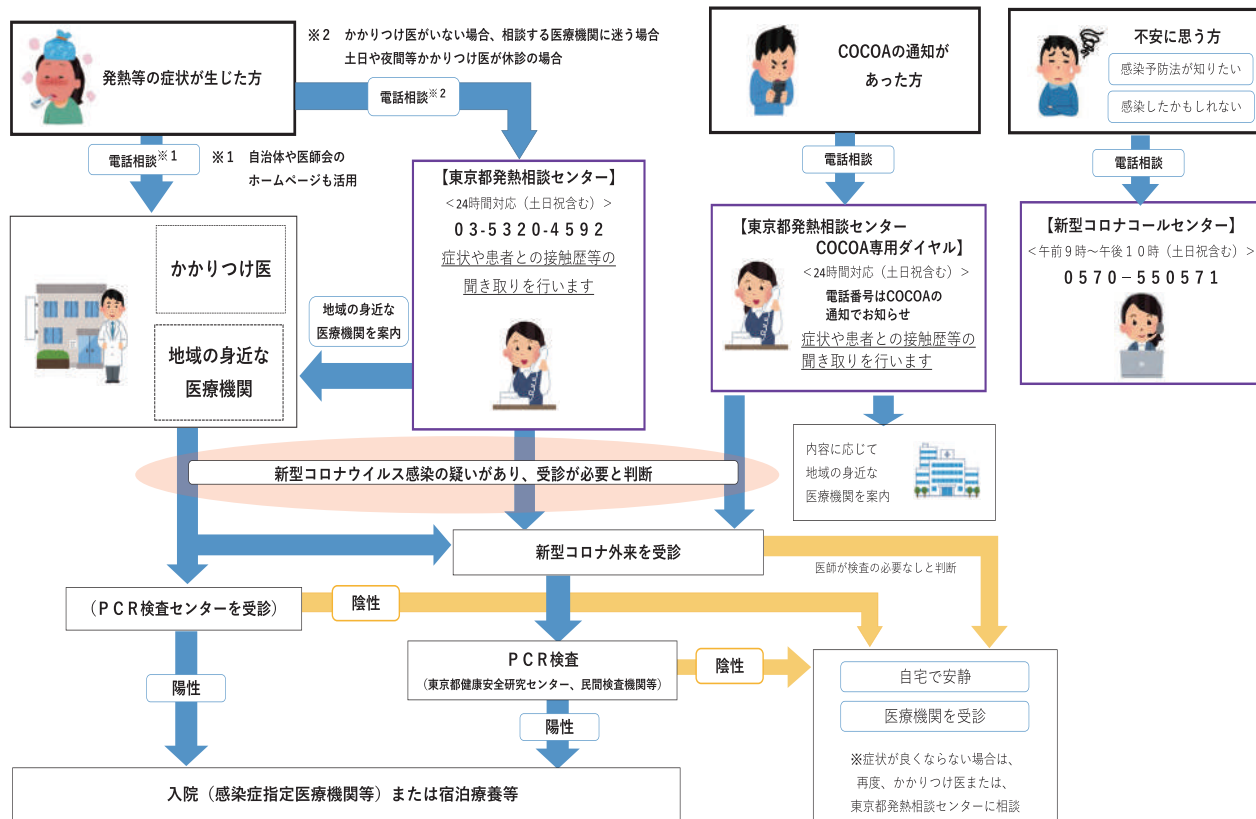 発熱等の症状が生じた方
※2 かかりつけ医がいない場合、相談する医療機関に迷う場合
土日や夜間等かかりつけ医が休診の場合
電話相談※2
電話相談※1
※1 自治体や医師会の
ホームページも活用
かかりつけ医
地域の身近な
医療機関
【東京都発熱相談センター】
<24時間対応(土日祝含む)>
03-5320-4592
症状や患者との接触歴等の
聞き取りを行います
地域の身近な
医療機関を案内
COCOAの通知が
あった方
電話相談
【東京都発熱相談センター
COCOA専用ダイヤル】
<24時間対応(土日祝含む)>
電話番号はCOCOAの
通知でお知らせ
症状や患者との接触歴等の
聞き取りを行います
内容に応じて
地域の身近な
医療機関を案内
不安に思う方
感染予防法が知りたい
感染したかもしれない
電話相談
【新型コロナコールセンター】
<午前9時~午後10時(土日祝含む)>
0570-550571
新型コロナウイルス感染の疑いがあり、受診が必要と判断
新型コロナ外来を受診
医師が検査の必要なしと判断
(PCR検査センターを受診)
陰性
PCR検査
(東京都健康安全研究センター、民間検査機関等)
陰性
陽性
陽性
入院(感染症指定医療機関等)または宿泊療養等
自宅で安静
医療機関を受診
※症状が良くならない場合は、
再度、かかりつけ医または、
東京都発熱相談センターに相談